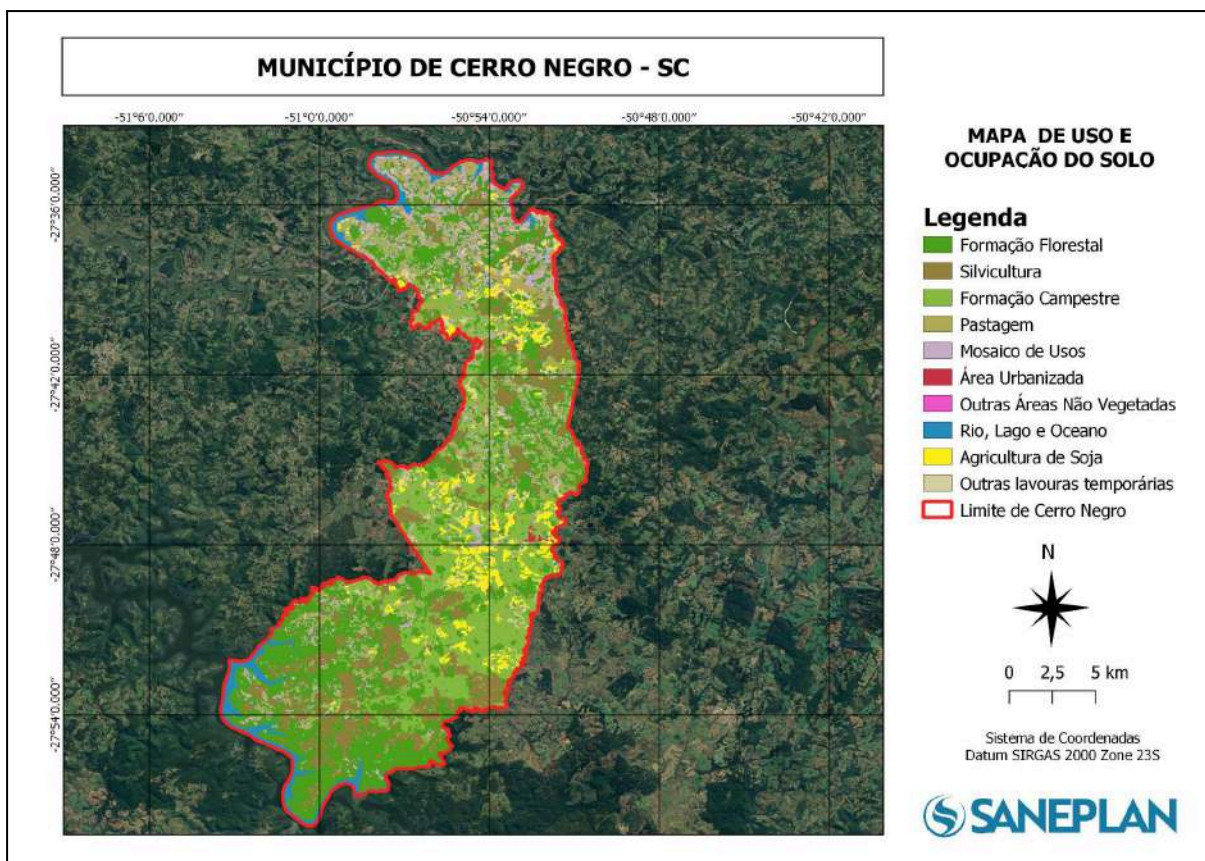 MUNICÍPIO DE CERRO NEGRO - SC
-51°6'0.000"
-51°0'0.000"
-50°54'0.000"
-50°48'0.000"
-50°42'0.000"
-27°36'0.000"
-27°42'0.000"
-27°48'0.000"
-27°54'0.000"
MAPA DE USO E
OCUPAÇÃO DO SOLO
Legenda
Formação Florestal
Silvicultura
Formação Campestre
Pastagem
Mosaico de Usos
Área Urbanizada
Outras Áreas Não Vegetadas
Rio, Lago e Oceano
Agricultura de Soja
Outras lavouras temporárias
Limite de Cerro Negro
N
0 2,5 5 km
Sistema de Coordenadas
Datum SIRGAS 2000 Zone 23S
SANEPLAN